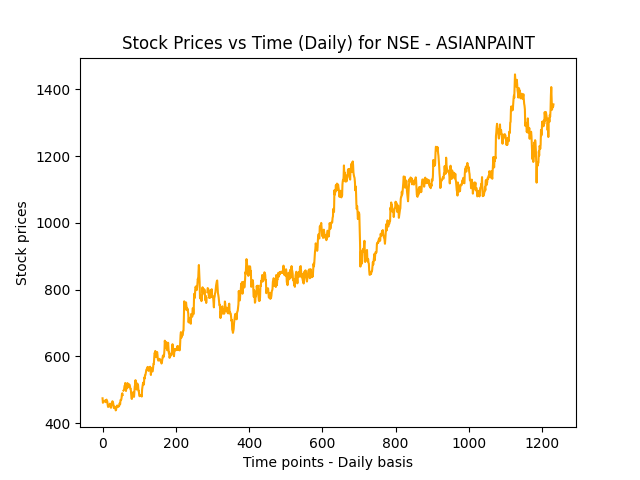 Stock Prices vs Time (Daily) for NSE - ASIANPAINT
Stock prices
1400
1200
1000
800
600
400
0 200 400 600 800 1000 1200
Time points - Daily basis